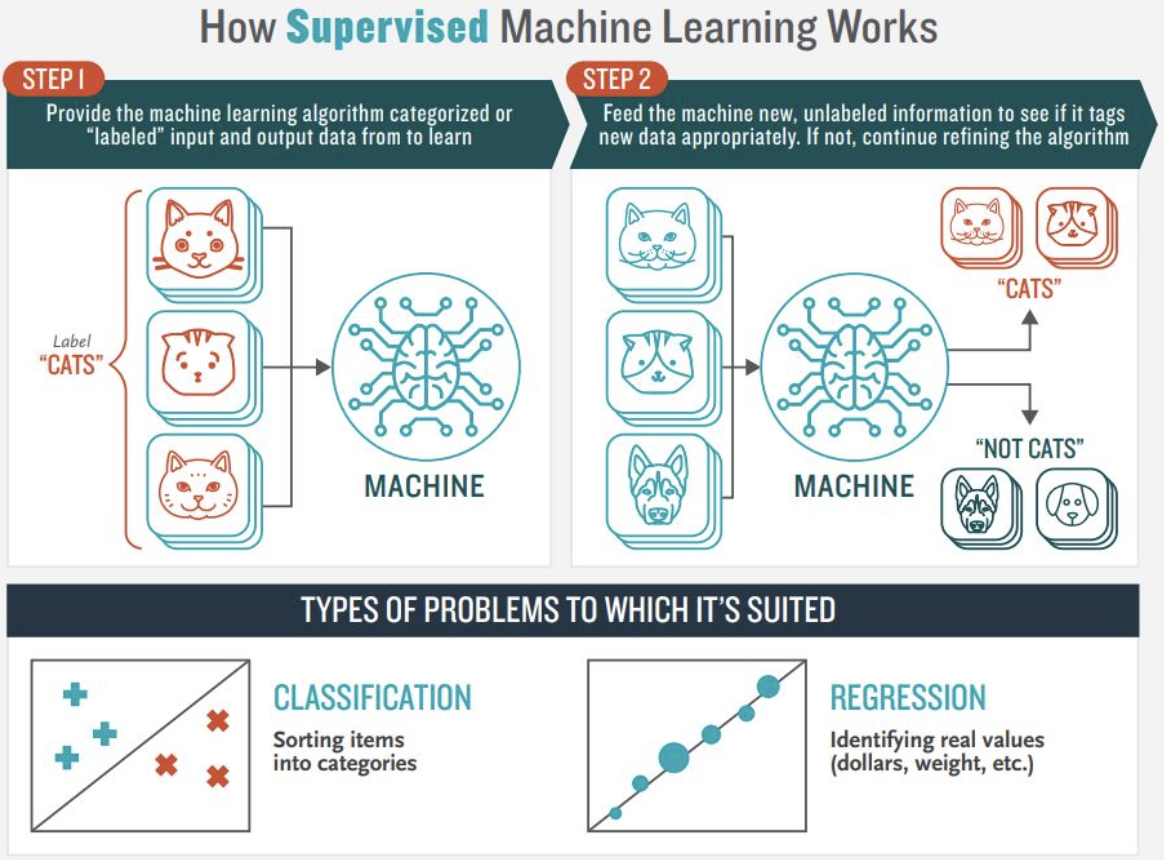 How Supervised Machine Learning Works
STEP 1
Provide the machine learning algorithm categorized or
“labeled” input and output data from to learn
STEP 2
Feed the machine new, unlabeled information to see if it tags
new data appropriately. If not, continue refining the algorithm
Label
“CATS”
MACHINE
MACHINE
“CATS”
“NOT CATS”
TYPES OF PROBLEMS TO WHICH IT’S SUITED
CLASSIFICATION
Sorting items
into categories
REGRESSION
Identifying real values
(dollars, weight, etc.)